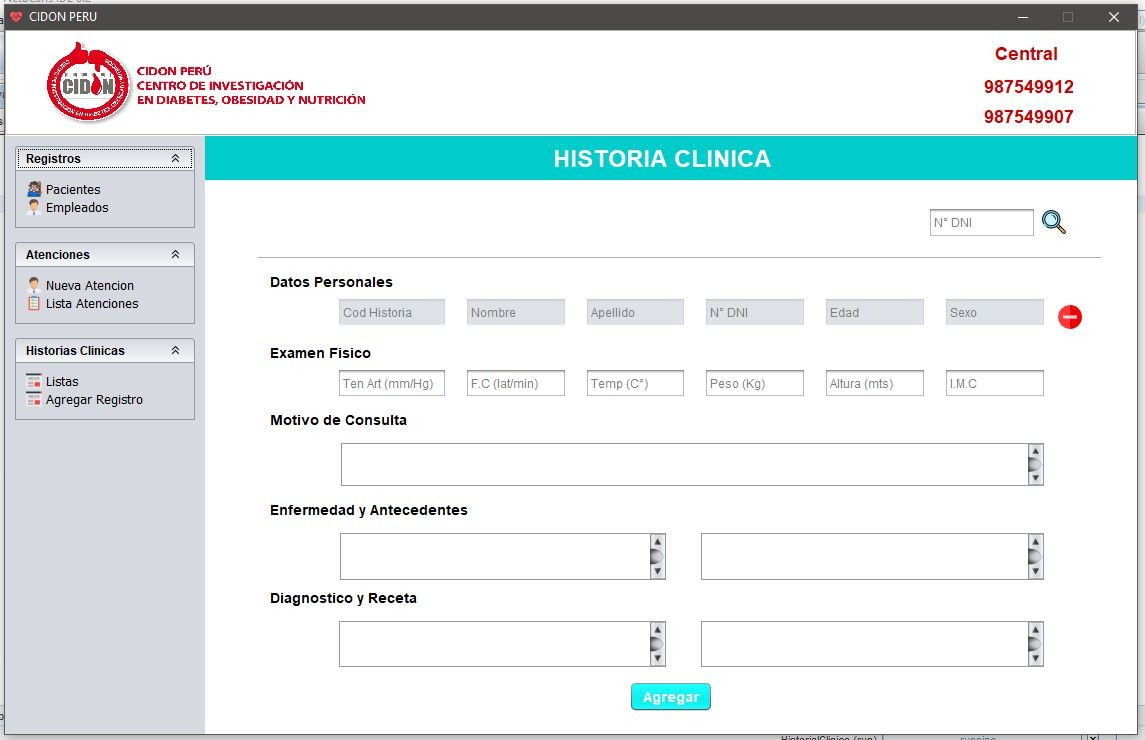 CIDON PERU
CIDON
CIDON PERÚ
CENTRO DE INVESTIGACIÓN
EN DIABETES, OBESIDAD Y NUTRICIÓN
Central
987549912
987549907
Registros
Pacientes
Empleados
Atenciones
Nueva Atencion
Lista Atenciones
Historias Clinicas
Listas
Agregar Registro
HISTORIA CLINICA
N° DNI
Datos Personales
Cod Historia Nombre Apellido N° DNI Edad Sexo
Examen Fisico
Ten Art (mm/Hg) F.C (lat/min) Temp (C°) Peso (Kg) Altura (mts) I.M.C
Motivo de Consulta
Enfermedad y Antecedentes
Diagnostico y Receta
Agregar